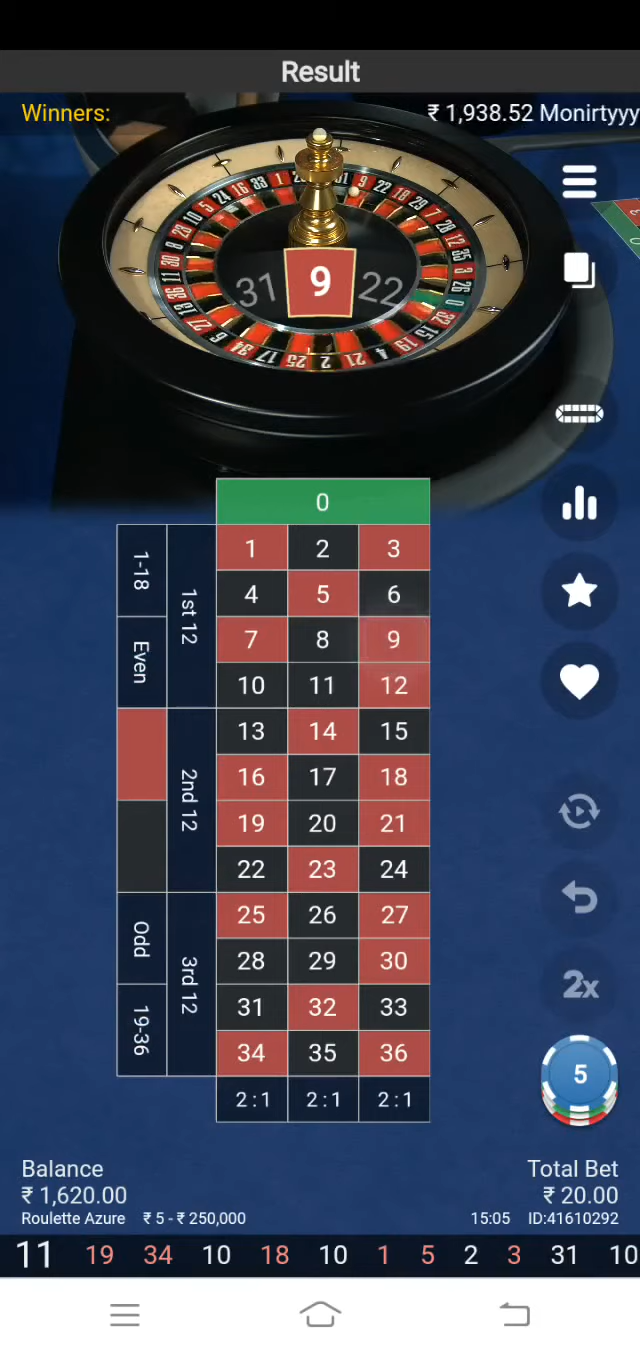 Result
Winners:
₹ 1,938.52 Monirtyyy
31 9 22
0
1 2 3
4 5 6
7 8 9
10 11 12
13 14 15
16 17 18
19 20 21
22 23 24
25 26 27
28 29 30
31 32 33
34 35 36
2:1 2:1 2:1
1-18
Even
Odd
19-36
1st 12
2nd 12
3rd 12
2x
5
Balance
₹ 1,620.00
Roulette Azure ₹ 5 - ₹ 250,000
Total Bet
₹ 20.00
15:05 ID:41610292
11 19 34 10 18 10 1 5 2 3 31 10